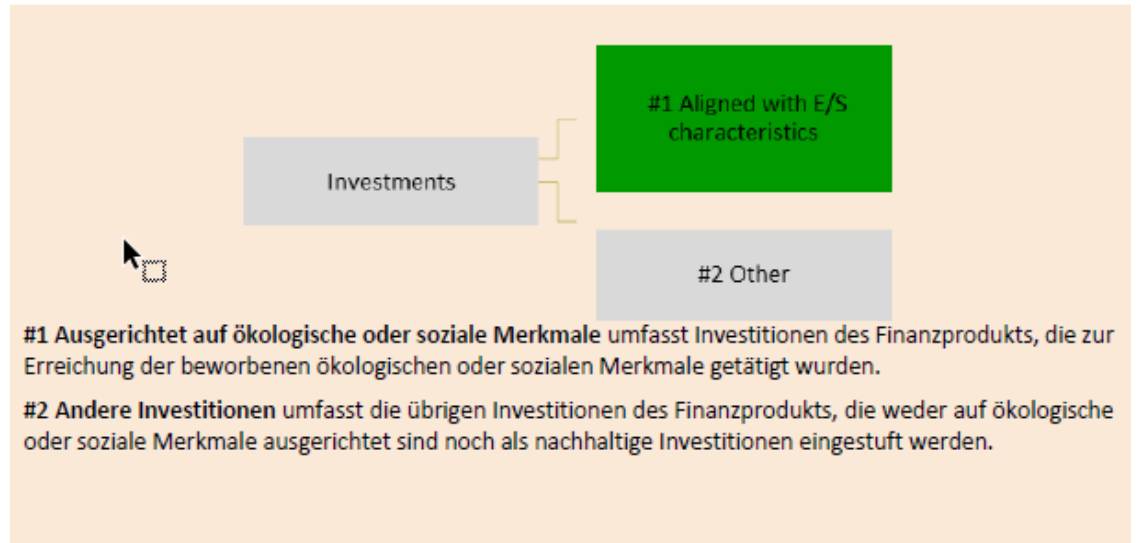 #1 Aligned with E/S
characteristics
Investments
#2 Other
#1 Ausgerichtet auf ökologische oder soziale Merkmale umfasst Investitionen des Finanzprodukts, die zur
Erreichung der beworbenen ökologischen oder sozialen Merkmale getätigt wurden.
#2 Andere Investitionen umfasst die übrigen Investitionen des Finanzprodukts, die weder auf ökologische
oder soziale Merkmale ausgerichtet sind noch als nachhaltige Investitionen eingestuft werden.